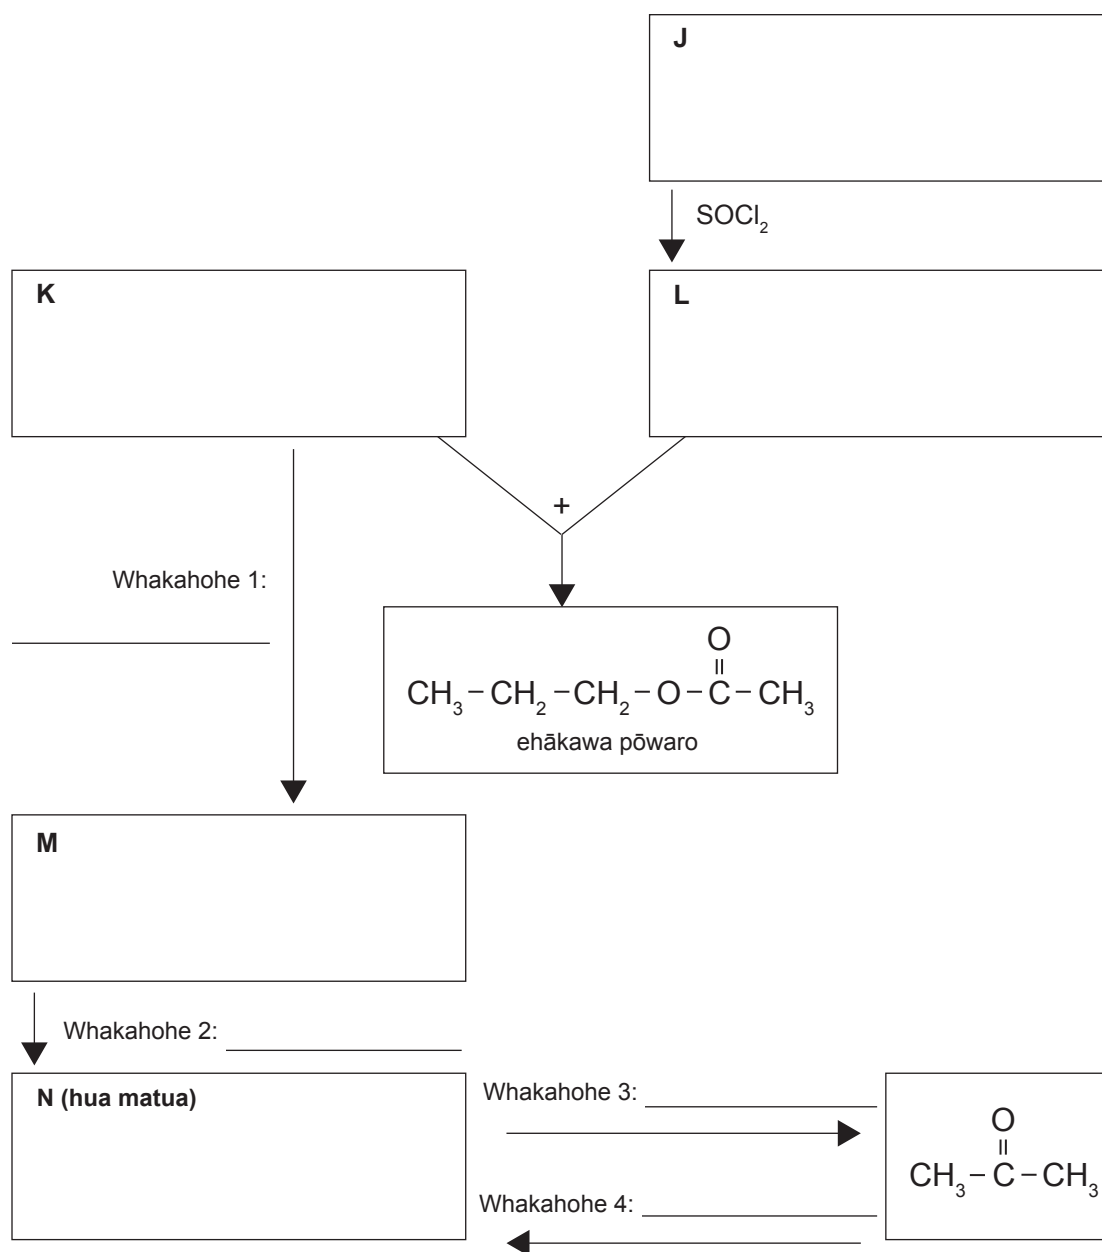 J
SOCl₂
K
L
+
Whakahohe 1:
O
CH₃–CH₂–CH₂–O–C–CH₃
ehākawa pōwaro
M
Whakahohe 2:
N (hua matua)
Whakahohe 3:
O
CH₃–C–CH₃
Whakahohe 4: